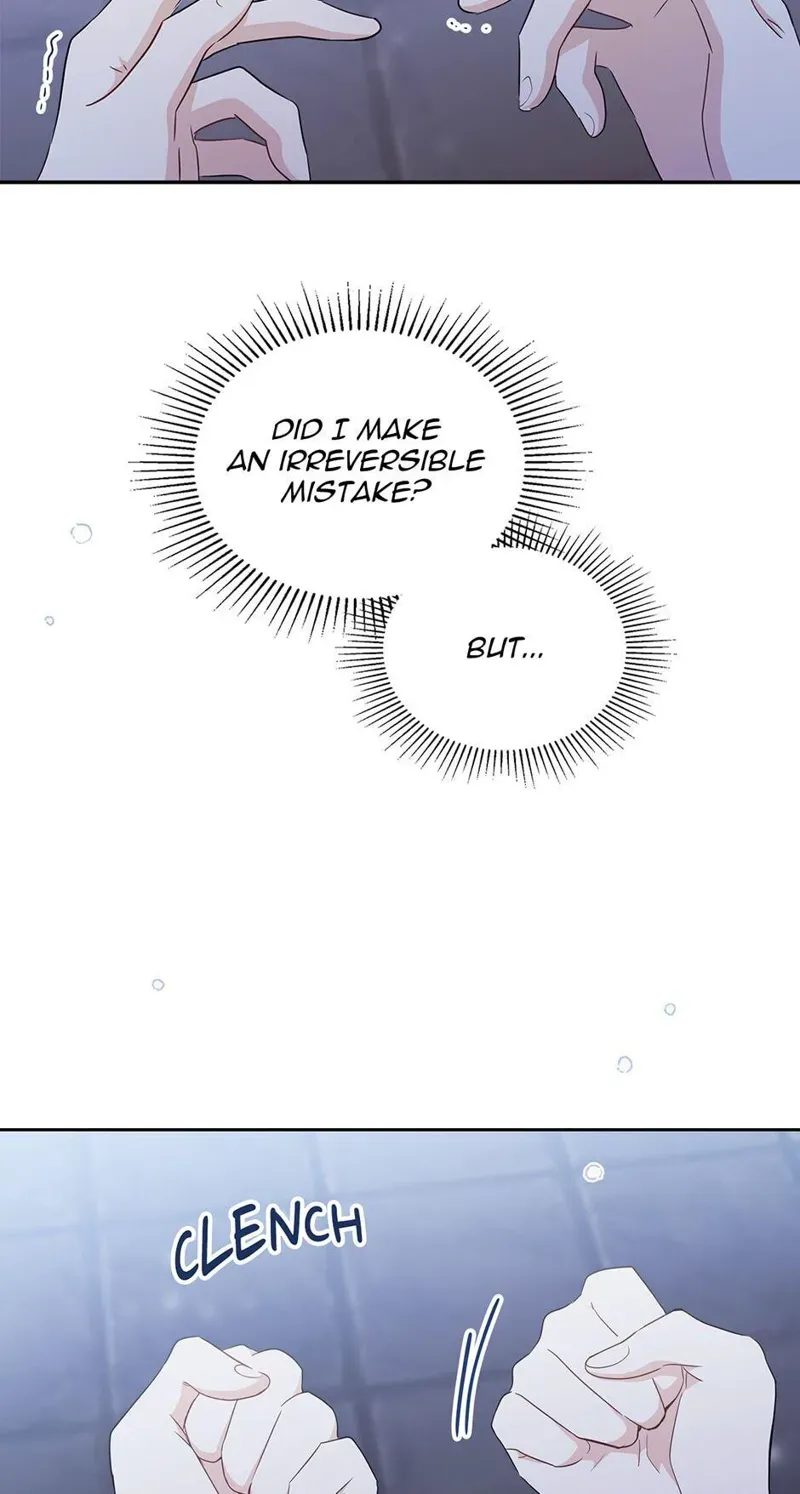 DID I MAKE
AN IRREVERSIBLE
MISTAKE?
BUT...
CLENCH